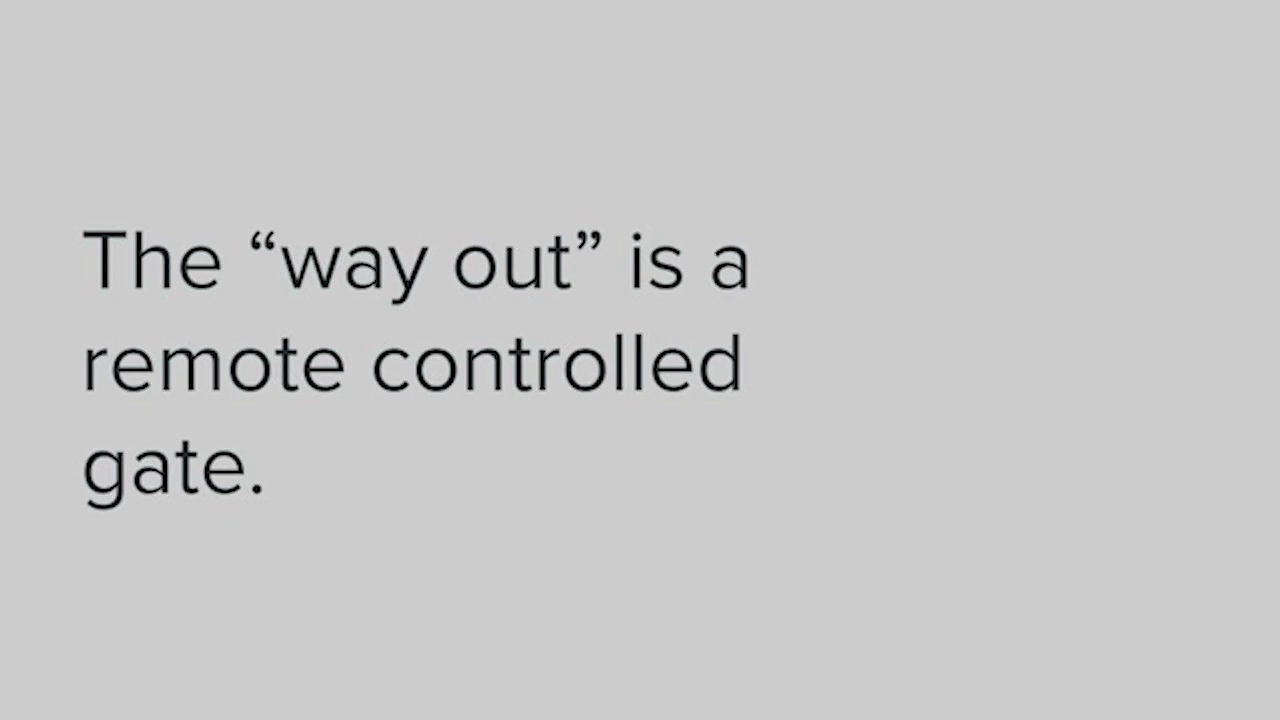 The “way out” is a
remote controlled
gate.